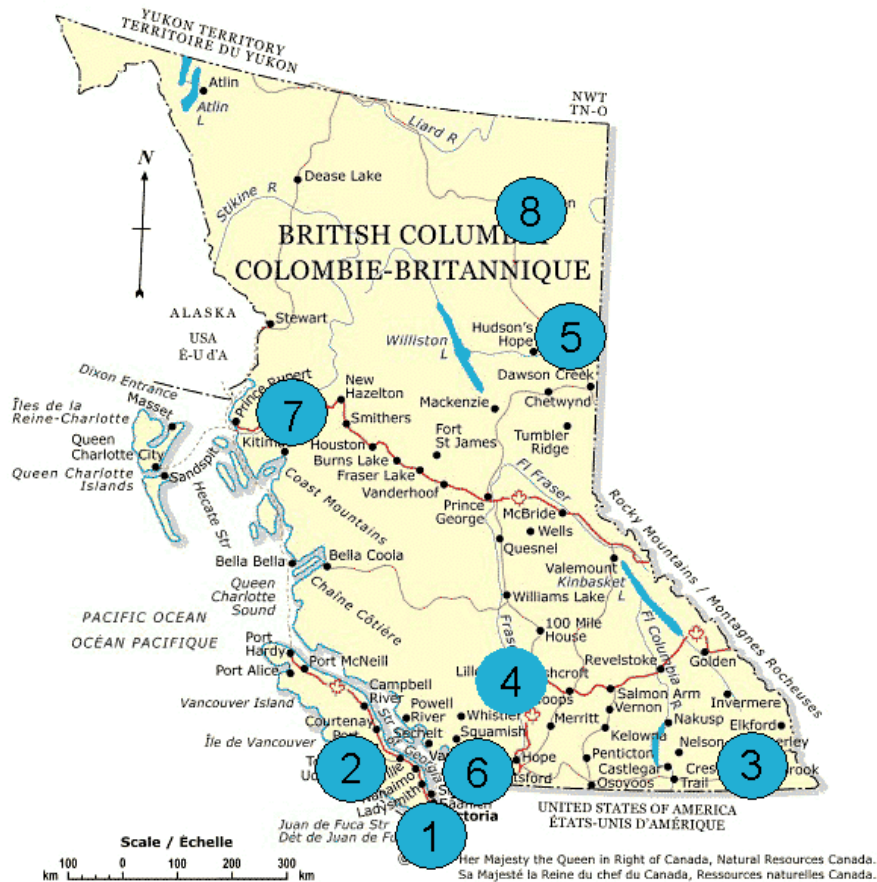 YUKON TERRITORY
TERRITOIRE DU YUKON
NWT
TN-O
Atlin
Atlin
L
Liard R
N
Dease Lake
Stikine R
8
BRITISH
COLOMBIE-BRITANNIQUE
ALASKA
USA
É-U d'A
Stewart
Williston
L
Hudson's
Hope
5
Dawson Creek
Chetwynd
Mackenzie
Tumbler
Ridge
Fort
St James
Dixon Entrance
Masset
Îles de la
Reine-Charlotte
Queen
Charlotte City
Queen Charlotte
Islands
Sandspit
Hecate Str
Prince Rupert
7
New
Hazelton
Smithers
Houston
Burns Lake
Fraser Lake
Vanderhoof
Prince
George
Fl Fraser
McBride
Wells
Quesnel
Rocky Mountains / Montagnes Rocheuses
Coast Mountains
Chaîne Côtière
Bella Bella
Bella Coola
Queen
Charlotte
Sound
Valemount
Kinbasket
L
Williams Lake
100 Mile
House
PACIFIC OCEAN
OCÉAN PACIFIQUE
Port
Hardy
Port Alice
Port McNeill
Vancouver Island
Île de Vancouver
Campbell
River
Courtenay
Powell
River
Sechelt
Str of Georgia
Whistler
Squamish
4
Fl Columbia R
Revelstoke
Golden
Salmon Arm
Vernon
Merritt
Kelowna
Penticton
Osoyoos
Hope
Nakusp
Nelson
Castlegar
Trail
Invermere
Elkford
3
2
6
Nanaimo
Ladysmith
1
Juan de Fuca Str
UNITED STATES OF AMERICA
ÉTATS-UNIS D'AMÉRIQUE
Scale / Échelle
100 0 100 200 300
km km
Her Majesty the Queen in Right of Canada, Natural Resources Canada.
Sa Majesté la Reine du chef du Canada, Ressources naturelles Canada.